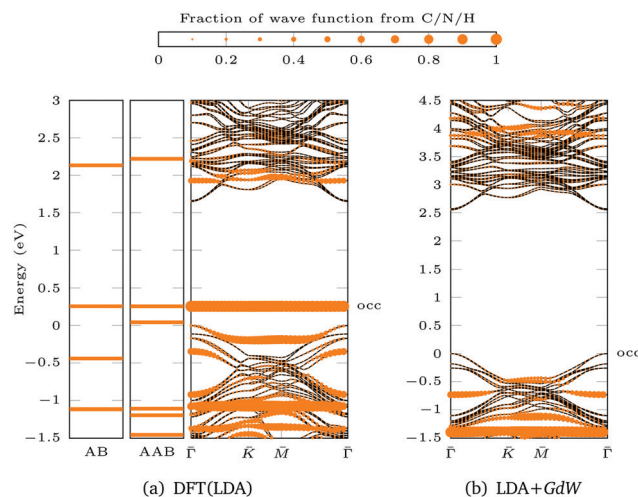 Fraction of wave function from C/N/H
0 0.2 0.4 0.6 0.8 1
Energy (eV)
3
2.5
2
1.5
1
0.5
0
−0.5
−1
−1.5
AB AAB Γ̄ K̄ M̄ Γ̄
occ
4.5
4
3.5
3
2.5
2
1.5
1
0.5
0
−0.5
−1
−1.5
Γ̄ K̄ M̄ Γ̄
occ
(a) DFT(LDA) (b) LDA+GdW